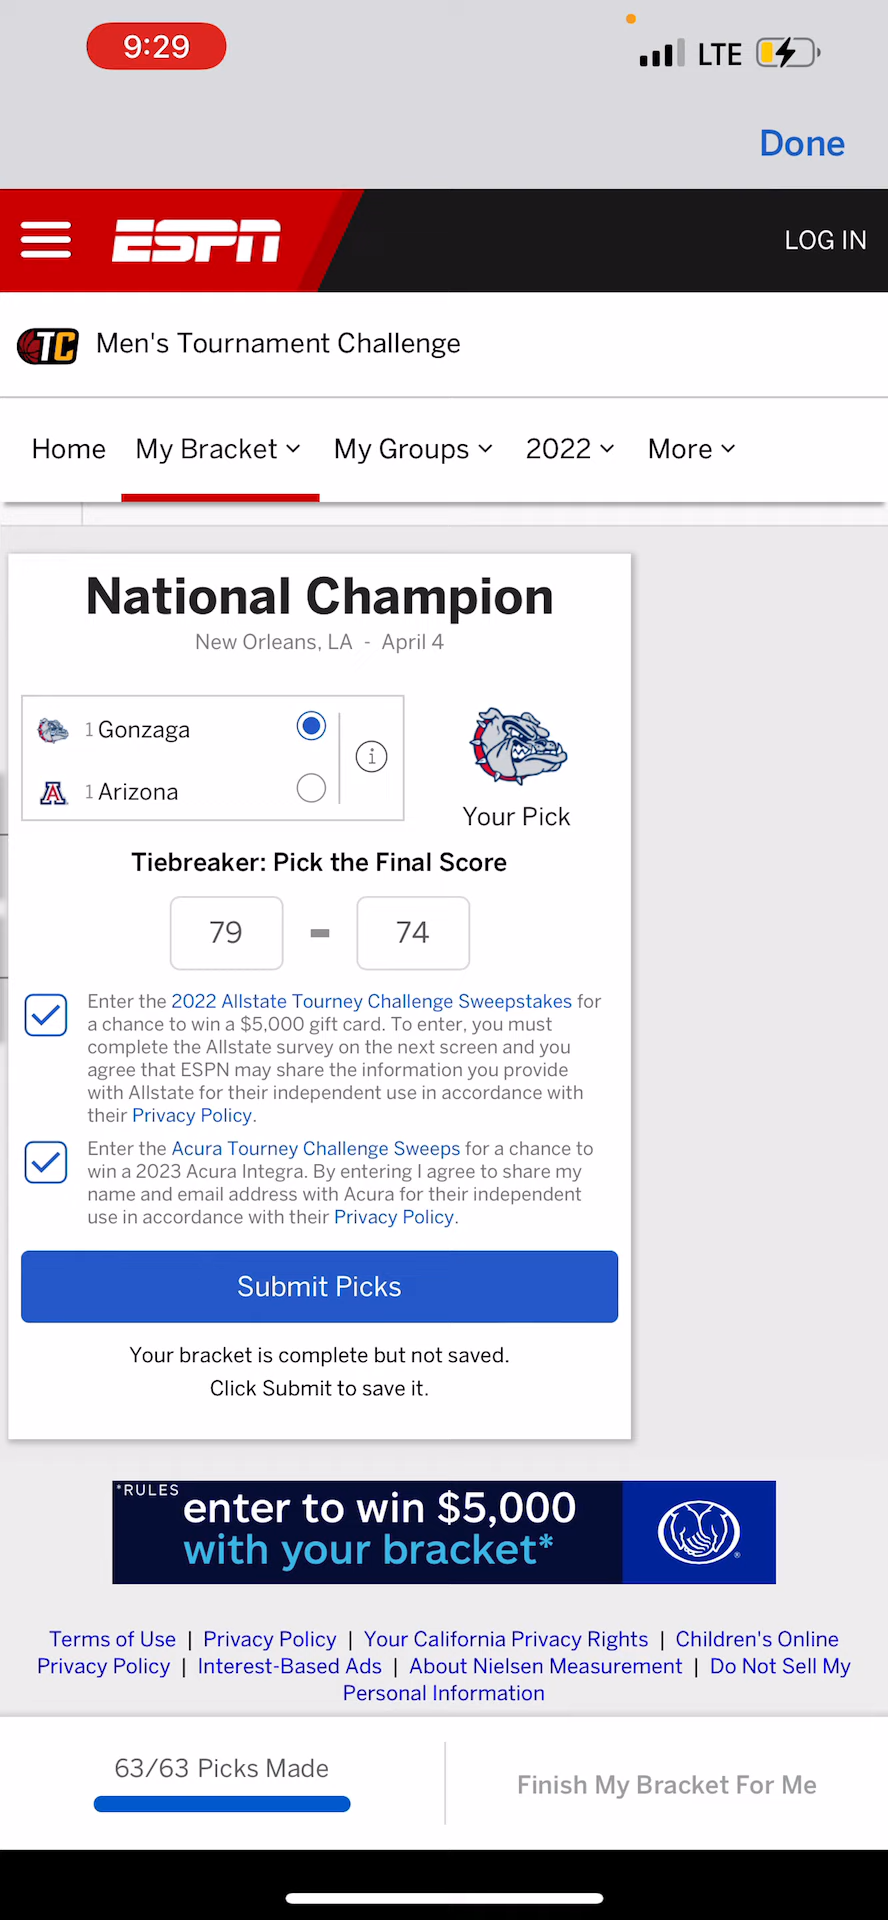 9:29
LTE
Done
ESPN
LOG IN
TC Men's Tournament Challenge
Home My Bracket My Groups 2022 More
National Champion
New Orleans, LA - April 4
1 Gonzaga
A 1 Arizona
Your Pick
Tiebreaker: Pick the Final Score
79 - 74
Enter the 2022 Allstate Tourney Challenge Sweepstakes for
a chance to win a $5,000 gift card. To enter, you must
complete the Allstate survey on the next screen and you
agree that ESPN may share the information you provide
with Allstate for their independent use in accordance with
their Privacy Policy.
Enter the Acura Tourney Challenge Sweeps for a chance to
win a 2023 Acura Integra. By entering I agree to share my
name and email address with Acura for their independent
use in accordance with their Privacy Policy.
Submit Picks
Your bracket is complete but not saved.
Click Submit to save it.
*RULES
enter to win $5,000
with your bracket*
Terms of Use | Privacy Policy | Your California Privacy Rights | Children's Online
Privacy Policy | Interest-Based Ads | About Nielsen Measurement | Do Not Sell My
Personal Information
63/63 Picks Made
Finish My Bracket For Me